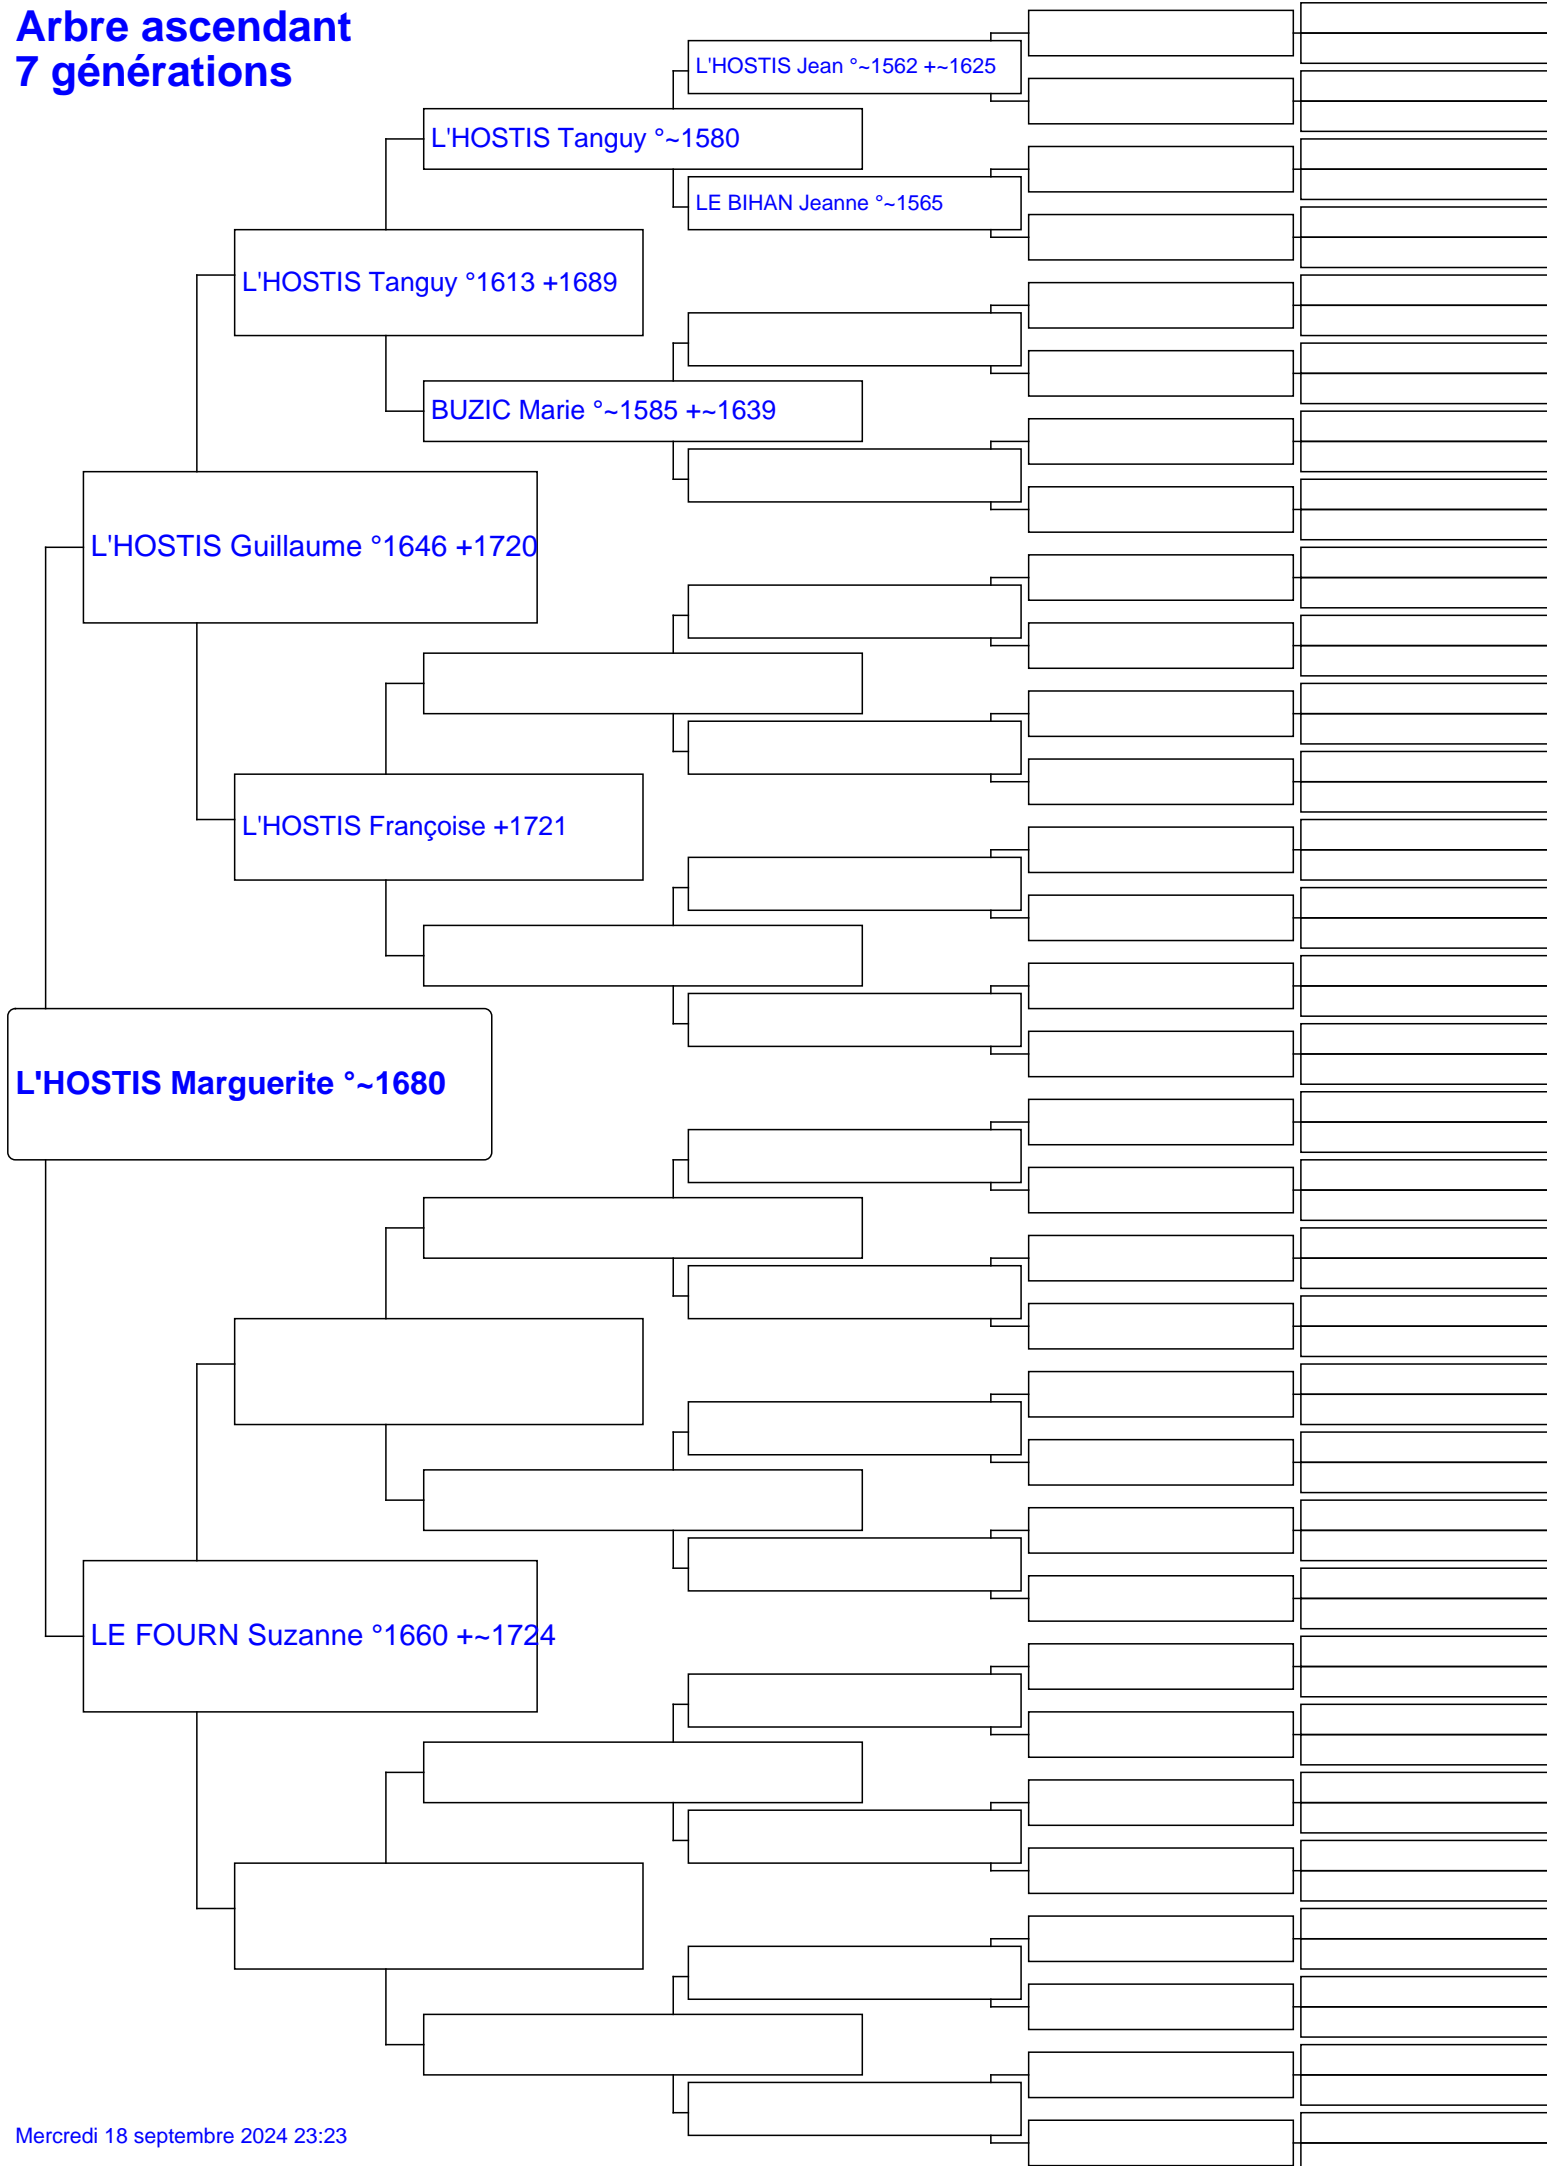 Arbre ascendant
7 générations
L'HOSTIS Jean °~1562 +~1625
L'HOSTIS Tanguy °~1580
LE BIHAN Jeanne °~1565
L'HOSTIS Tanguy °1613 +1689
BUZIC Marie °~1585 +~1639
L'HOSTIS Guillaume °1646 +1720
L'HOSTIS Françoise +1721
L'HOSTIS Marguerite °~1680
LE FOURN Suzanne °1660 +~1724
Mercredi 18 septembre 2024 23:23